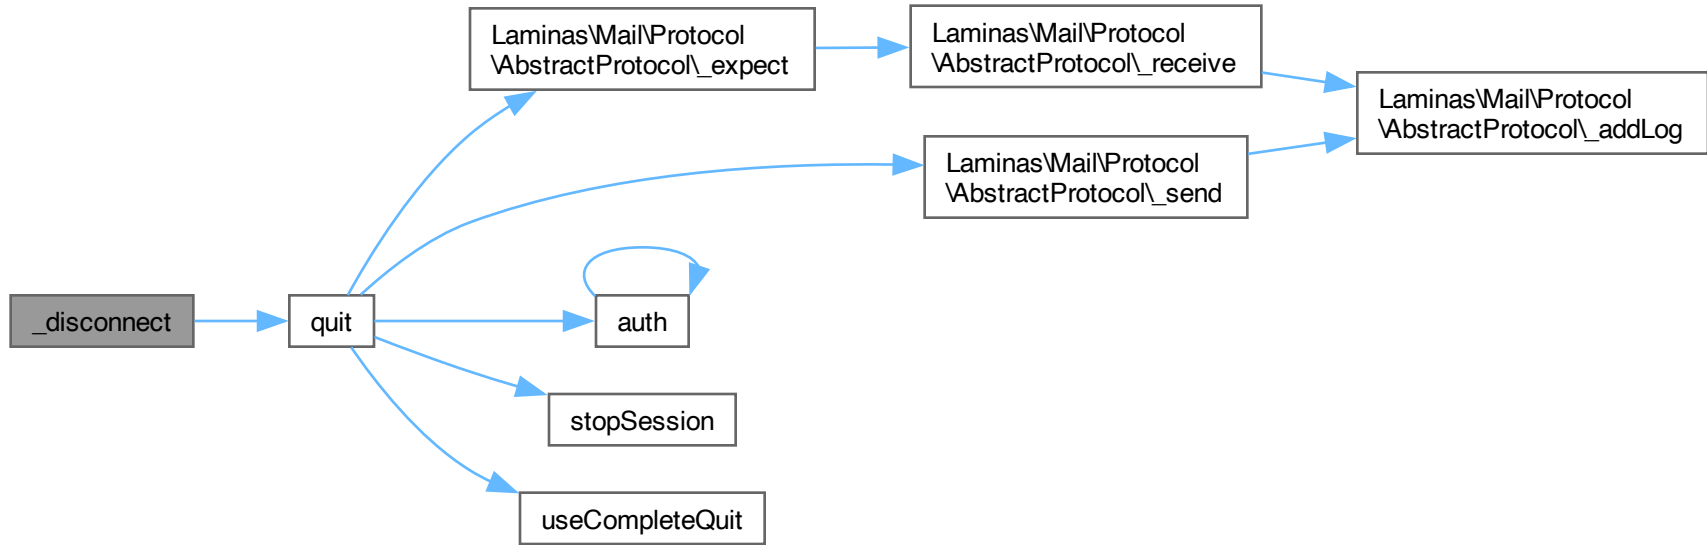 Laminas\Mail\Protocol
\AbstractProtocol\_expect
Laminas\Mail\Protocol
\AbstractProtocol\_receive
Laminas\Mail\Protocol
\AbstractProtocol\_addLog
Laminas\Mail\Protocol
\AbstractProtocol\_send
_disconnect
quit
auth
stopSession
useCompleteQuit